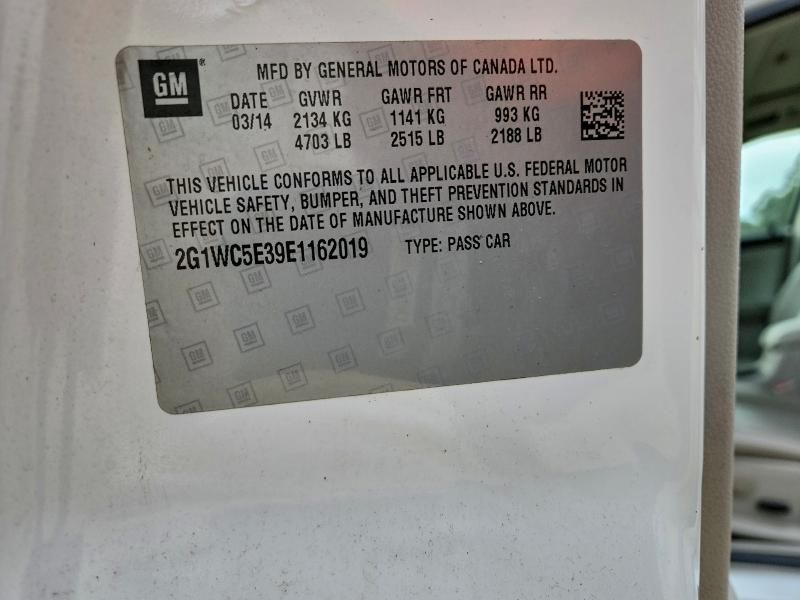 GM®
MFD BY GENERAL MOTORS OF CANADA LTD.
DATE GVWR GAWR FRT GAWR RR
03/14 2134 KG 1141 KG 993 KG
4703 LB 2515 LB 2188 LB
THIS VEHICLE CONFORMS TO ALL APPLICABLE U.S. FEDERAL MOTOR
VEHICLE SAFETY, BUMPER, AND THEFT PREVENTION STANDARDS IN
EFFECT ON THE DATE OF MANUFACTURE SHOWN ABOVE.
2G1WC5E39E1162019 TYPE: PASS CAR